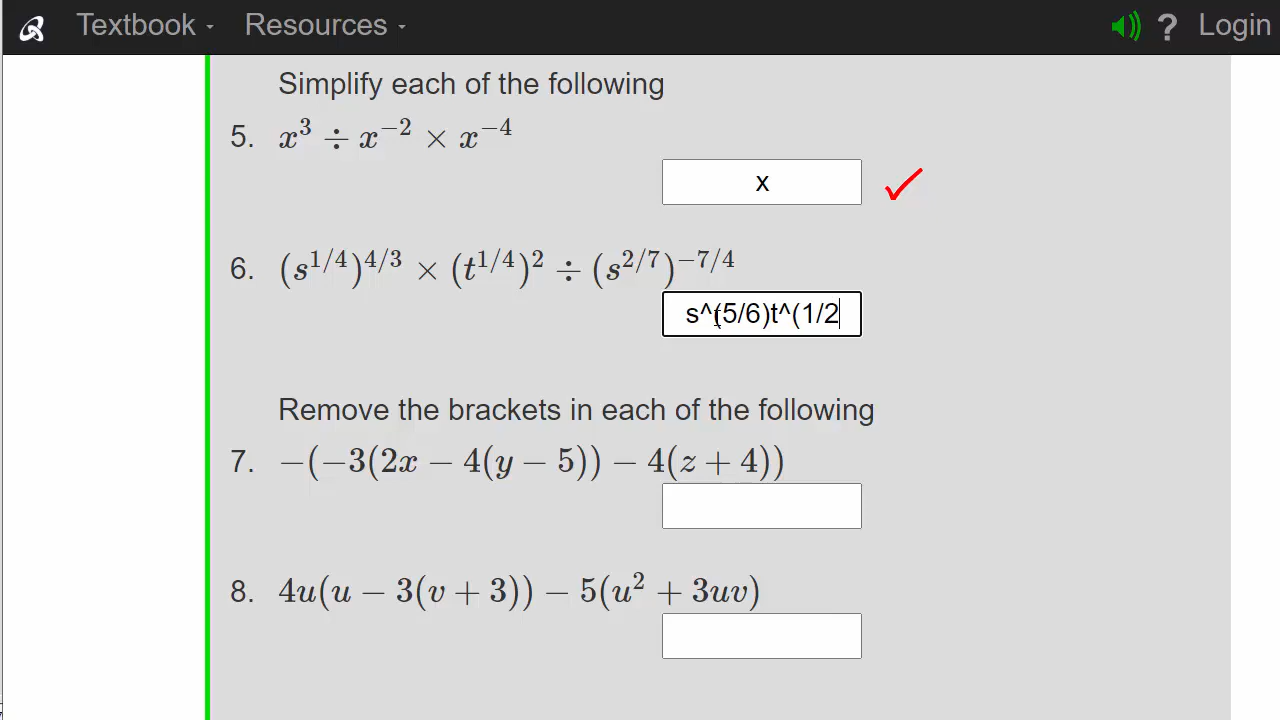 Textbook Resources ? Login
Simplify each of the following
5. x³ ÷ x⁻² × x⁻⁴
x
6. (s^{1/4})^{4/3} × (t^{1/4})² ÷ (s^{2/7})^{−7/4}
s^(5/6)t^(1/2
Remove the brackets in each of the following
7. −(−3(2x − 4(y − 5)) − 4(z + 4))
8. 4u(u − 3(v + 3)) − 5(u² + 3uv)